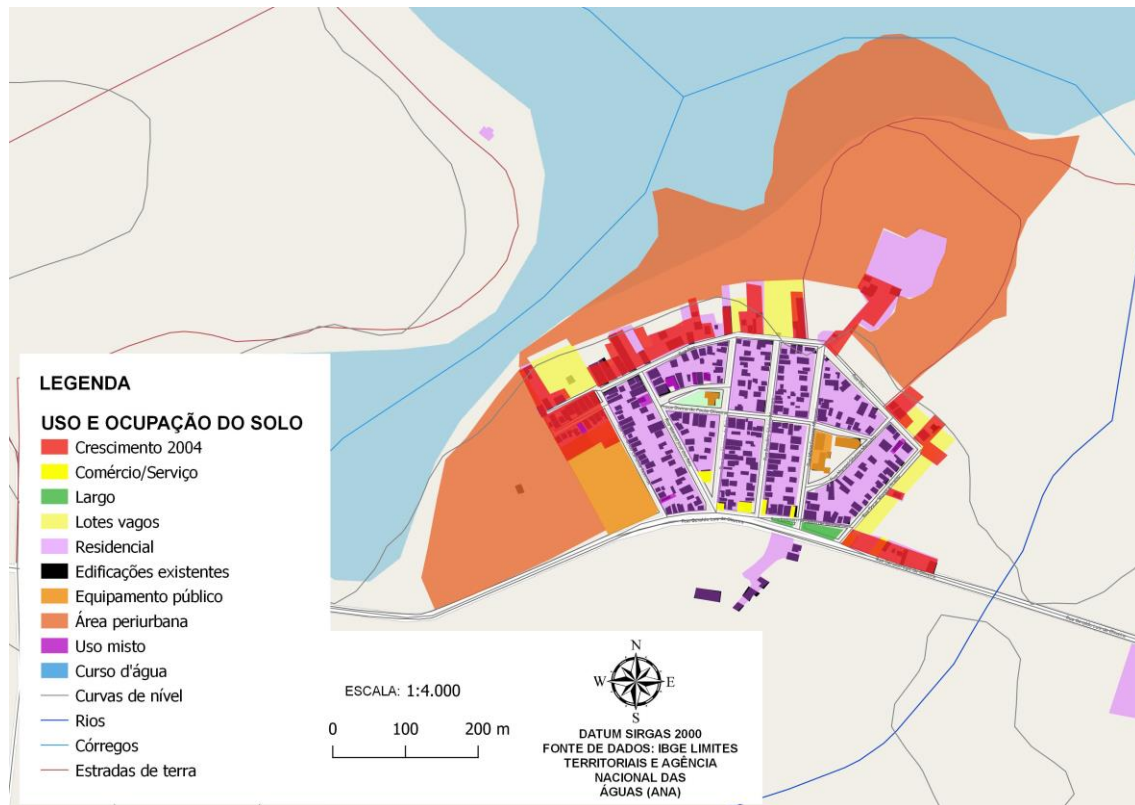 LEGENDA
USO E OCUPAÇÃO DO SOLO
Crescimento 2004
Comércio/Serviço
Largo
Lotes vagos
Residencial
Edificações existentes
Equipamento público
Área periurbana
Uso misto
Curso d'água
Curvas de nível
Rios
Córregos
Estradas de terra
ESCALA: 1:4.000
0 100 200 m
N
W E
S
DATUM SIRGAS 2000
FONTE DE DADOS: IBGE LIMITES
TERRITORIAIS E AGÊNCIA
NACIONAL DAS
ÁGUAS (ANA)